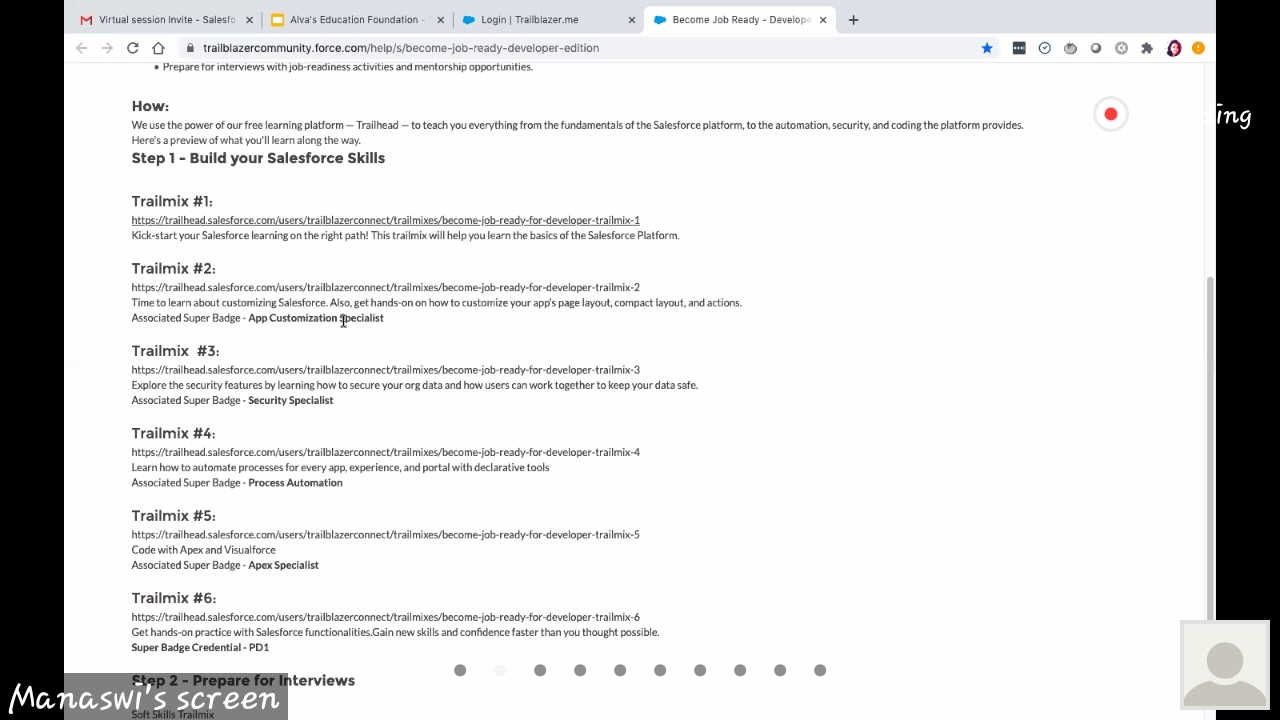 Virtual session Invite - Salesfo
Alva's Education Foundation -
Login | Trailblazer.me
Become Job Ready - Develope
trailblazercommunity.force.com/help/s/become-job-ready-developer-edition
Prepare for interviews with job-readiness activities and mentorship opportunities.
How:
We use the power of our free learning platform — Trailhead — to teach you everything from the fundamentals of the Salesforce platform, to the automation, security, and coding the platform provides.
Here's a preview of what you'll learn along the way.
Step 1 - Build your Salesforce Skills
Trailmix #1:
https://trailhead.salesforce.com/users/trailblazerconnect/trailmixes/become-job-ready-for-developer-trailmix-1
Kick-start your Salesforce learning on the right path! This trailmix will help you learn the basics of the Salesforce Platform.
Trailmix #2:
https://trailhead.salesforce.com/users/trailblazerconnect/trailmixes/become-job-ready-for-developer-trailmix-2
Time to learn about customizing Salesforce. Also, get hands-on on how to customize your app's page layout, compact layout, and actions.
Associated Super Badge - App Customization Specialist
Trailmix #3:
https://trailhead.salesforce.com/users/trailblazerconnect/trailmixes/become-job-ready-for-developer-trailmix-3
Explore the security features by learning how to secure your org data and how users can work together to keep your data safe.
Associated Super Badge - Security Specialist
Trailmix #4:
https://trailhead.salesforce.com/users/trailblazerconnect/trailmixes/become-job-ready-for-developer-trailmix-4
Learn how to automate processes for every app, experience, and portal with declarative tools
Associated Super Badge - Process Automation
Trailmix #5:
https://trailhead.salesforce.com/users/trailblazerconnect/trailmixes/become-job-ready-for-developer-trailmix-5
Code with Apex and Visualforce
Associated Super Badge - Apex Specialist
Trailmix #6:
https://trailhead.salesforce.com/users/trailblazerconnect/trailmixes/become-job-ready-for-developer-trailmix-6
Get hands-on practice with Salesforce functionalities.Gain new skills and confidence faster than you thought possible.
Super Badge Credential - PD1
Step 2 - Prepare for Interviews
Soft Skills Trailmix
Manaswi's screen